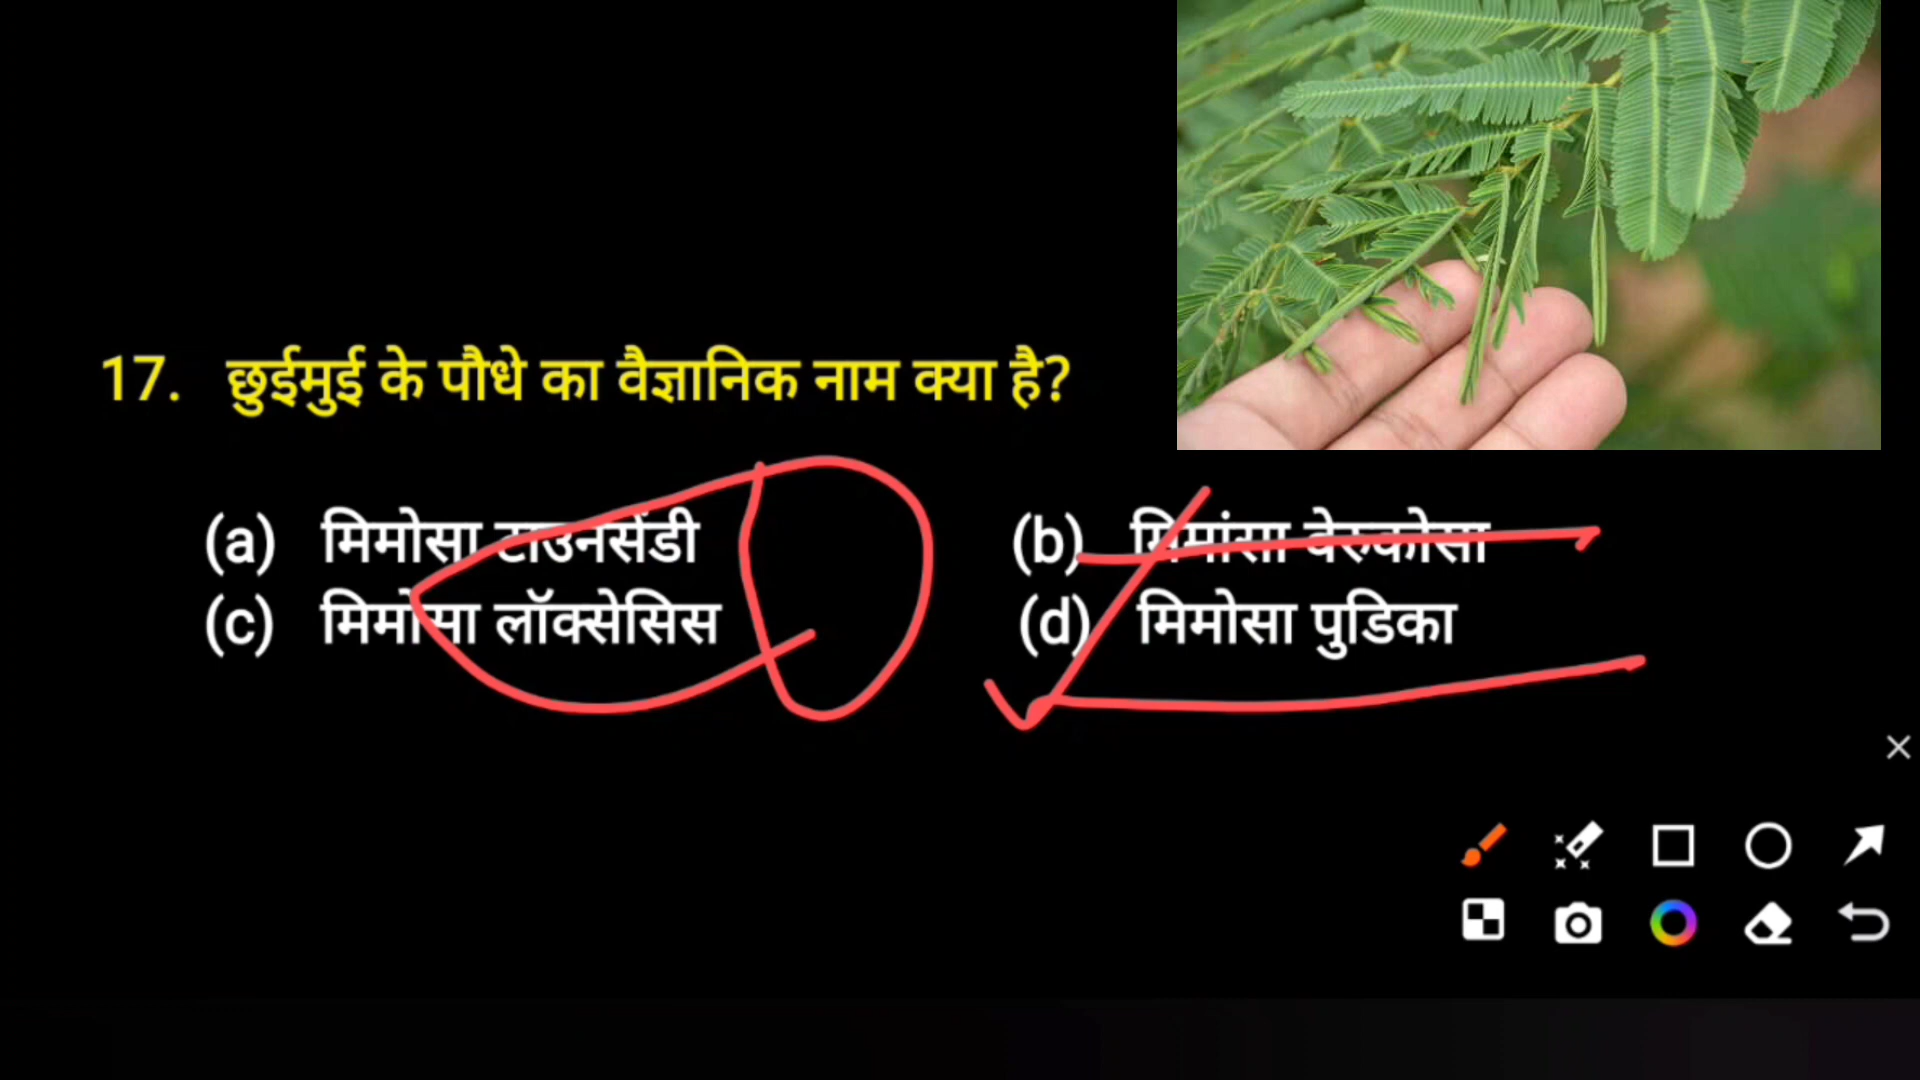 17. छुईमुई के पौधे का वैज्ञानिक नाम क्या है?
(a) मिमोसा टाउनसेंडी (b) मिमांसा वेरुकोसा
(c) मिमोसा लॉक्सेसिस (d) मिमोसा पुडिका